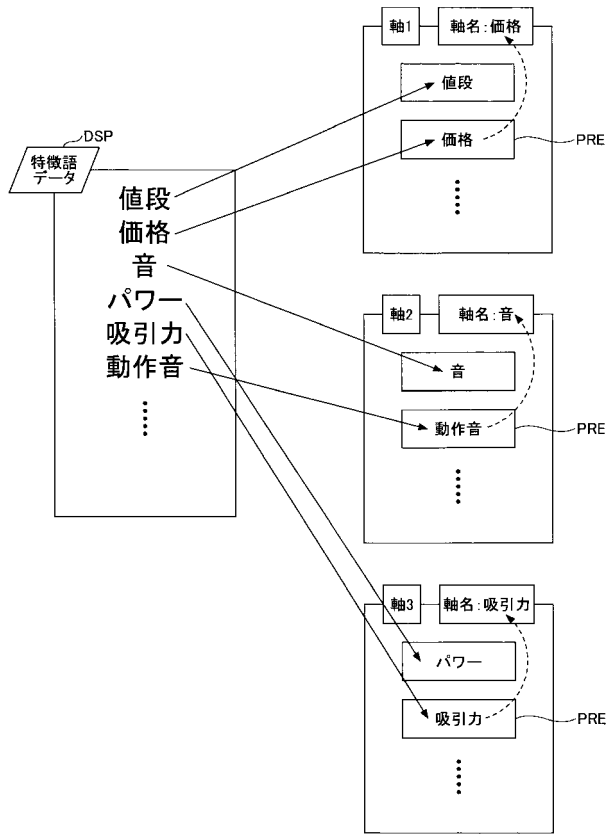 DSP
特徴語
データ
値段
価格
音
パワー
吸引力
動作音
軸1
軸名:価格
値段
価格
PRE
軸2
軸名:音
音
動作音
PRE
軸3
軸名:吸引力
パワー
吸引力
PRE